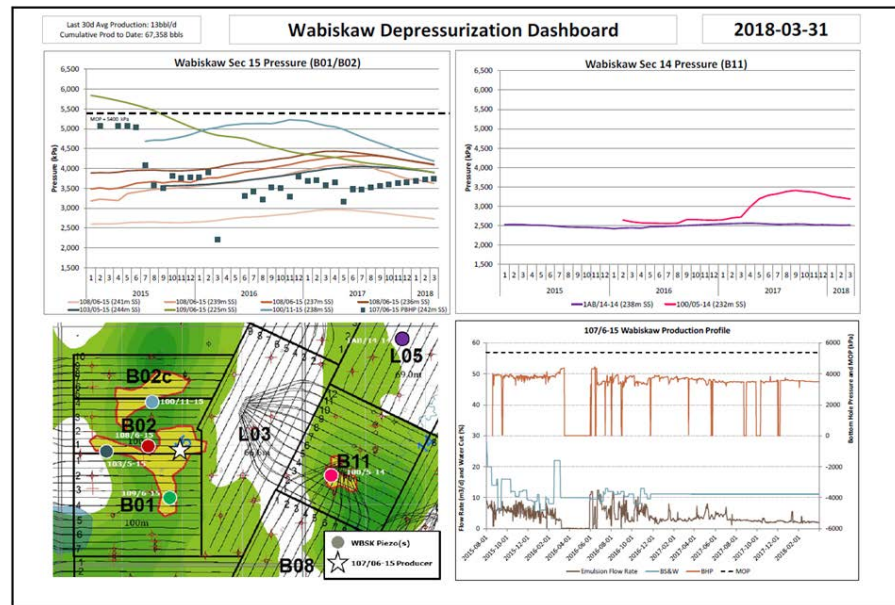 Last 30d Avg Production: 13bbl/d
Cumulative Prod to Date: 67,358 bbls
Wabiskaw Depressurization Dashboard
2018-03-31
Wabiskaw Sec 15 Pressure (B01/B02)
Pressure (kPa)
6,500
6,000
5,500
5,000
4,500
4,000
3,500
3,000
2,500
2,000
1,500
MOP = 5400 kPa
1 2 3 4 5 6 7 8 9 10 11 12 1 2 3 4 5 6 7 8 9 10 11 12 1 2 3 4 5 6 7 8 9 10 11 12 1 2 3
2015 2016 2017 2018
108/06-15 (241m SS) 108/06-15 (239m SS) 108/06-15 (237m SS) 108/06-15 (236m SS)
103/05-15 (244m SS) 109/06-15 (225m SS) 100/11-15 (238m SS) 107/06-15 PBHP (242m SS)
Wabiskaw Sec 14 Pressure (B11)
Pressure (kPa)
6,500
6,000
5,500
5,000
4,500
4,000
3,500
3,000
2,500
2,000
1,500
1 2 3 4 5 6 7 8 9 10 11 12 1 2 3 4 5 6 7 8 9 10 11 12 1 2 3 4 5 6 7 8 9 10 11 12 1 2 3
2015 2016 2017 2018
1AB/14-14 (238m SS) 100/05-14 (232m SS)
1AB/14-14
L05
69.0m
B02c
100/11-15
B02
108/6-15
103/5-15
L03
B11
100/5-14
109/6-15
B01
100m
B08
WBSK Piezo(s)
107/06-15 Producer
107/6-15 Wabiskaw Production Profile
Flow Rate (m3/d) and Water Cut (%)
60
50
40
30
20
10
0
Bottom Hole Pressure and MOP (kPa)
6000
4000
2000
0
-2000
-4000
-6000
2015-08-01
2015-10-01
2015-12-01
2016-02-01
2016-04-01
2016-06-01
2016-08-01
2016-10-01
2016-12-01
2017-02-01
2017-04-01
2017-06-01
2017-08-01
2017-10-01
2017-12-01
2018-02-01
Emulsion Flow Rate BS&W BHP MOP